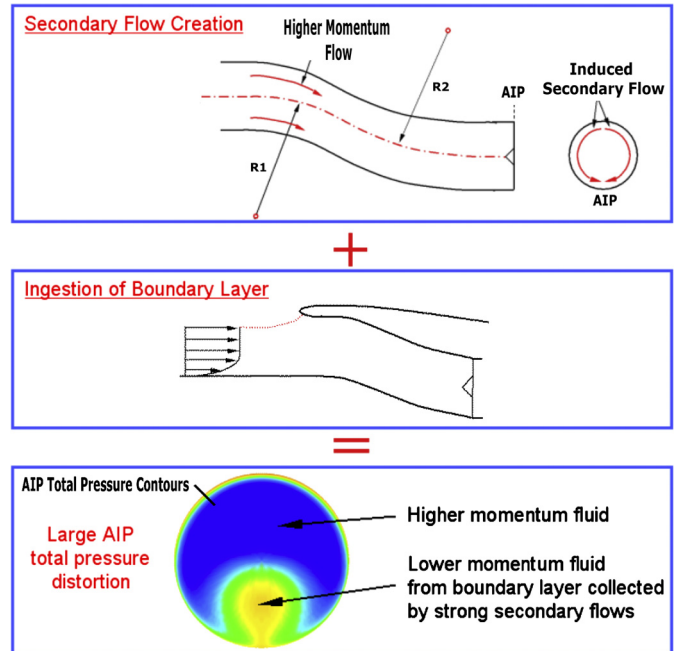 Secondary Flow Creation
Higher Momentum
Flow
R2
AIP
Induced
Secondary Flow
R1
AIP
+
Ingestion of Boundary Layer
=
AIP Total Pressure Contours
Large AIP
total pressure
distortion
Higher momentum fluid
Lower momentum fluid
from boundary layer collected
by strong secondary flows